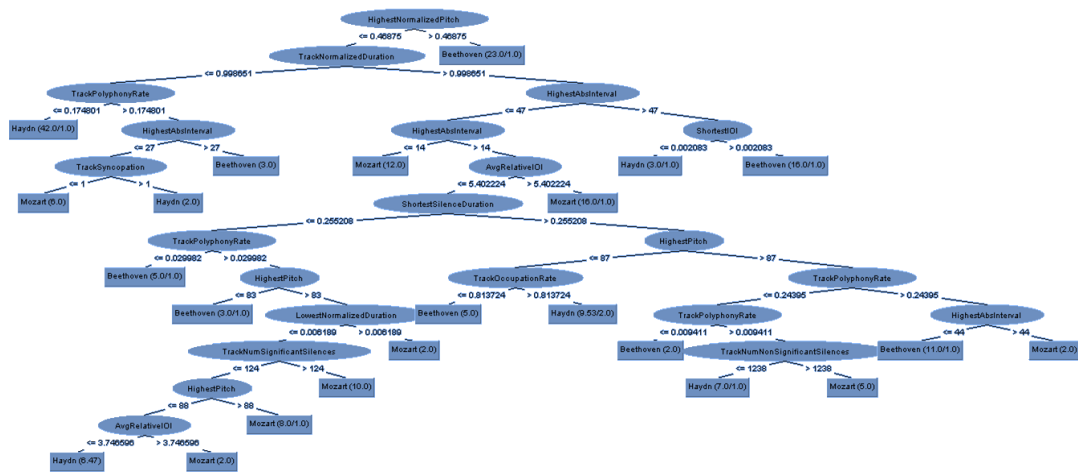 HighestNormalizedPitch
<= 0.46875 > 0.46875
TrackNormalizedDuration Beethoven (23.0/1.0)
<= 0.998651 > 0.998651
TrackPolyphonyRate HighestAbsInterval
<= 0.174801 > 0.174801 <= 47 > 47
Haydn (42.0/1.0) HighestAbsInterval HighestAbsInterval ShortestIOI
<= 27 > 27 <= 14 > 14 <= 0.002083 > 0.002083
TrackSyncopation Beethoven (3.0) Mozart (12.0) AvgRelativeIOI Haydn (3.0/1.0) Beethoven (16.0/1.0)
<= 1 > 1 <= 5.402224 > 5.402224
Mozart (6.0) Haydn (2.0) ShortestSilenceDuration Mozart (16.0/1.0)
<= 0.255208 > 0.255208
TrackPolyphonyRate HighestPitch
<= 0.029982 > 0.029982 <= 87 > 87
Beethoven (5.0/1.0) HighestPitch TrackOccupationRate TrackPolyphonyRate
<= 83 > 83 <= 0.813724 > 0.813724 <= 0.24395 > 0.24395
Beethoven (3.0/1.0) LowestNormalizedDuration Beethoven (5.0) Haydn (9.53/2.0) TrackPolyphonyRate HighestAbsInterval
<= 0.006189 > 0.006189 <= 0.009411 > 0.009411 <= 44 > 44
TrackNumSignificantSilences Mozart (2.0) Beethoven (2.0) TrackNumNonSignificantSilences Beethoven (11.0/1.0) Mozart (2.0)
<= 124 > 124 <= 1238 > 1238
HighestPitch Mozart (10.0) Haydn (7.0/1.0) Mozart (5.0)
<= 88 > 88
AvgRelativeIOI Mozart (8.0/1.0)
<= 3.746596 > 3.746596
Haydn (6.47) Mozart (2.0)